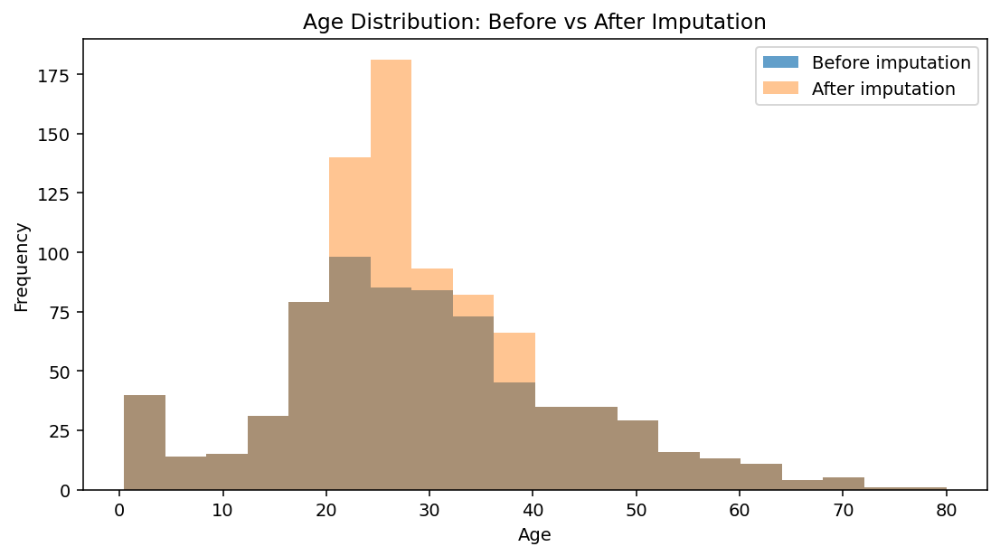 Age Distribution: Before vs After Imputation
Before imputation
After imputation
Frequency
175
150
125
100
75
50
25
0
0 10 20 30 40 50 60 70 80
Age